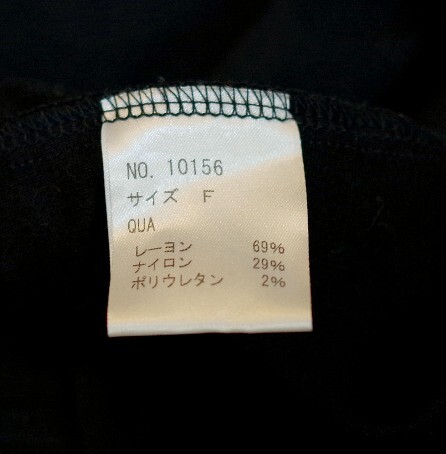 NO. 10156
サイズ F
QUA
レーヨン 69%
ナイロン 29%
ポリウレタン 2%